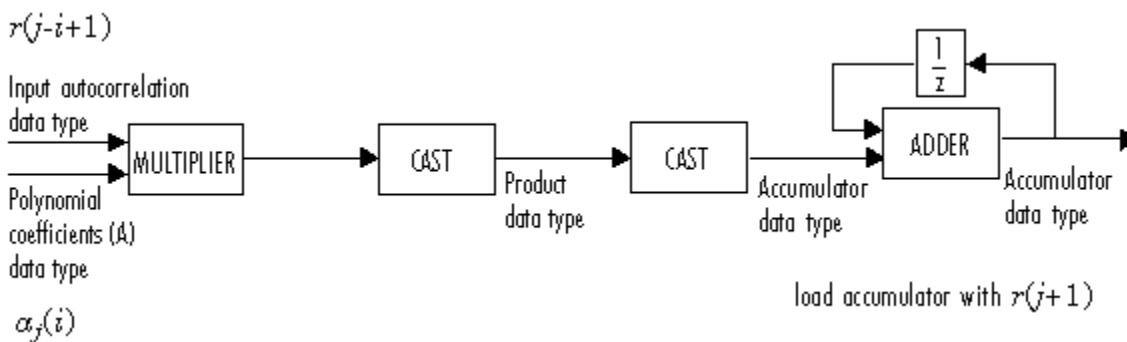 r(j-i+1)
Input autocorrelation
data type
MULTIPLIER
Polynomial
coefficients (A)
data type
αj(i)
CAST
Product
data type
CAST
Accumulator
data type
1
z
ADDER
Accumulator
data type
load accumulator with r(j+1)